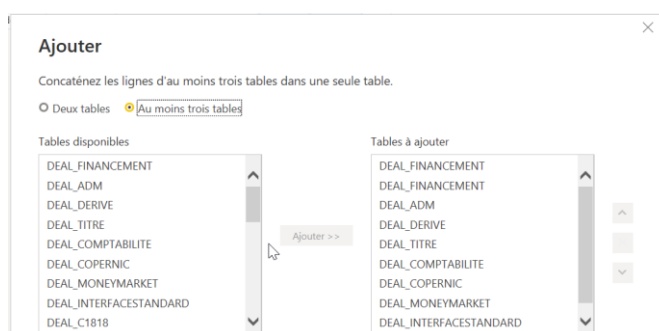 Ajouter
Concaténez les lignes d'au moins trois tables dans une seule table.
Deux tables Au moins trois tables
Tables disponibles
DEAL_FINANCEMENT
DEAL_ADM
DEAL_DERIVE
DEAL_TITRE
DEAL_COMPTABILITE
DEAL_COPERNIC
DEAL_MONEYMARKET
DEAL_INTERFACESTANDARD
DEAL_C1818
Ajouter >>
Tables à ajouter
DEAL_FINANCEMENT
DEAL_FINANCEMENT
DEAL_ADM
DEAL_DERIVE
DEAL_TITRE
DEAL_COMPTABILITE
DEAL_COPERNIC
DEAL_MONEYMARKET
DEAL_INTERFACESTANDARD